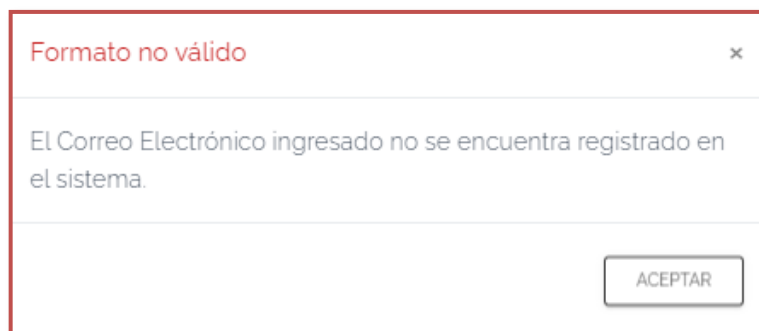 Formato no válido
×
El Correo Electrónico ingresado no se encuentra registrado en
el sistema.
ACEPTAR